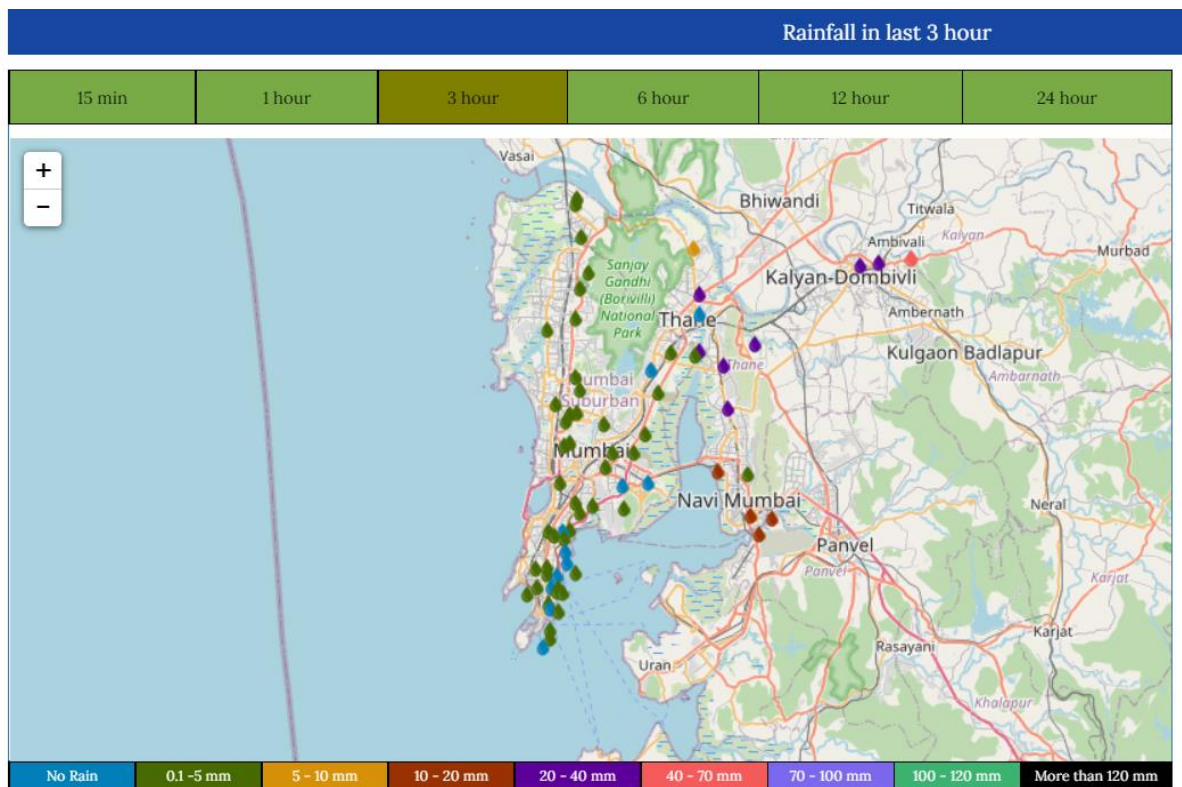 Rainfall in last 3 hour
15 min 1 hour 3 hour 6 hour 12 hour 24 hour
+
−
Vasai
Bhiwandi
Titwala
Ambivali
Kalyan
Murbad
Sanjay
Gandhi
(Borivilli)
National
Park
Kalyan-Dombivli
Thane
Ambernath
Kulgaon Badlapur
Thane
Ambarnath
Mumbai
Suburban
Mumbai
Navi Mumbai
Neral
Panvel
Panvel
Karjat
Karjat
Rasayani
Uran
Khalapur
No Rain 0.1 -5 mm 5 - 10 mm 10 - 20 mm 20 - 40 mm 40 - 70 mm 70 - 100 mm 100 - 120 mm More than 120 mm